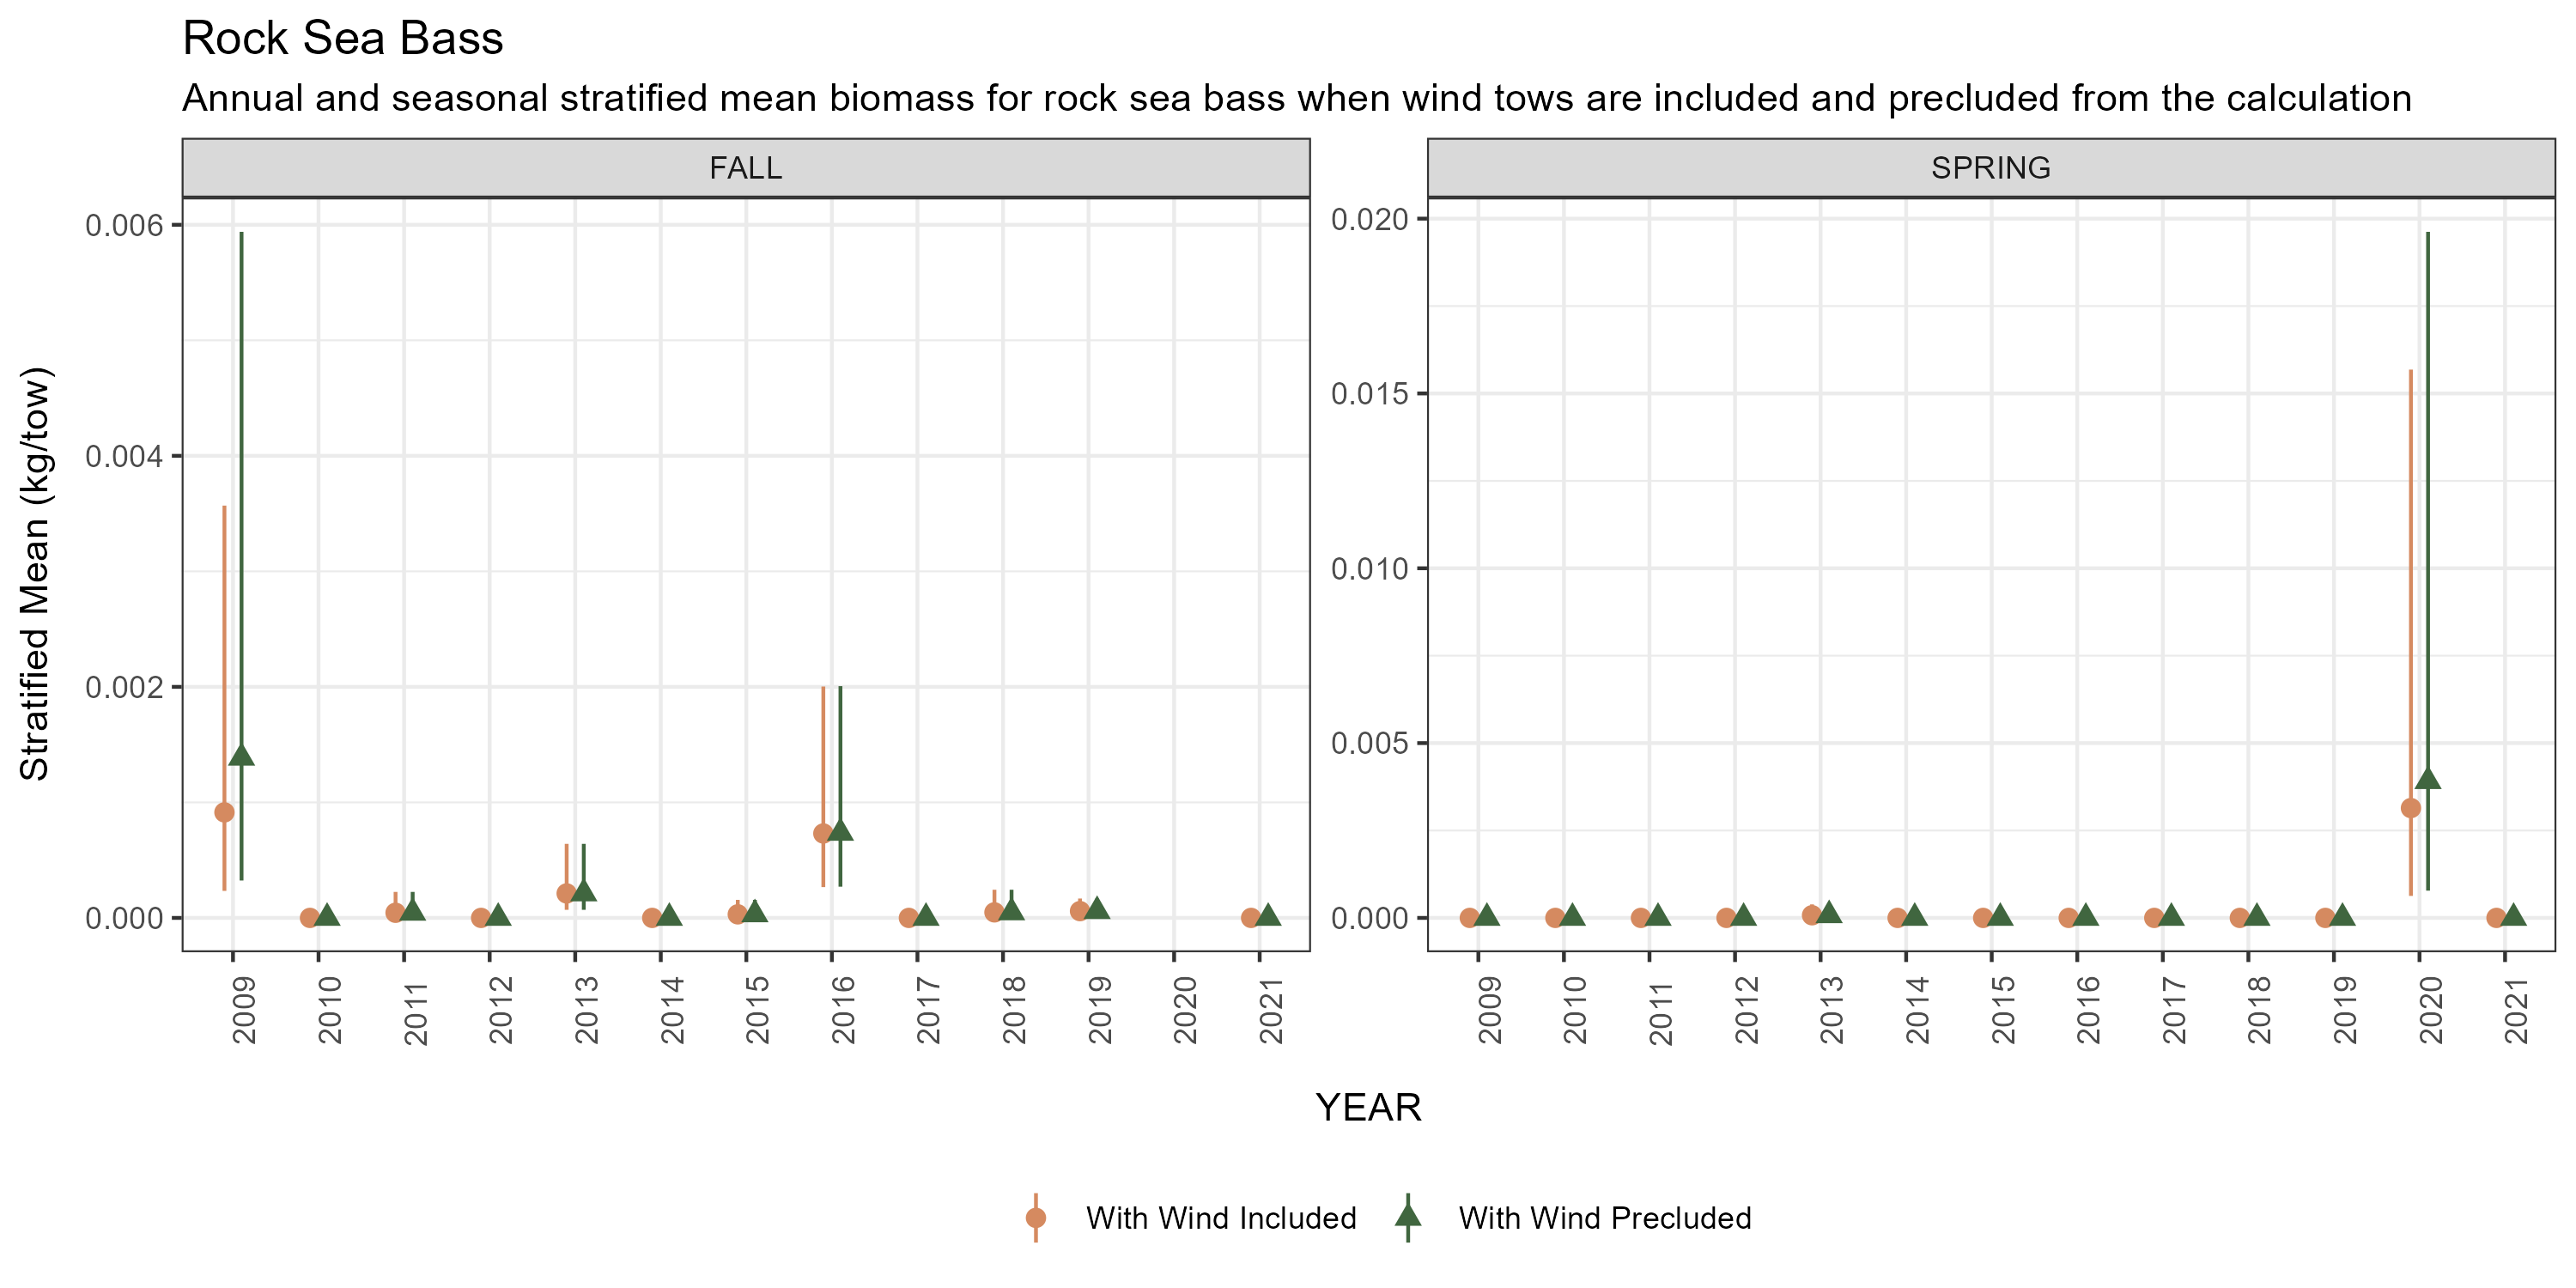 Rock Sea Bass
Annual and seasonal stratified mean biomass for rock sea bass when wind tows are included and precluded from the calculation
FALL
SPRING
Stratified Mean (kg/tow)
0.006
0.004
0.002
0.000
0.020
0.015
0.010
0.005
0.000
2009 2010 2011 2012 2013 2014 2015 2016 2017 2018 2019 2020 2021
2009 2010 2011 2012 2013 2014 2015 2016 2017 2018 2019 2020 2021
YEAR
With Wind Included With Wind Precluded